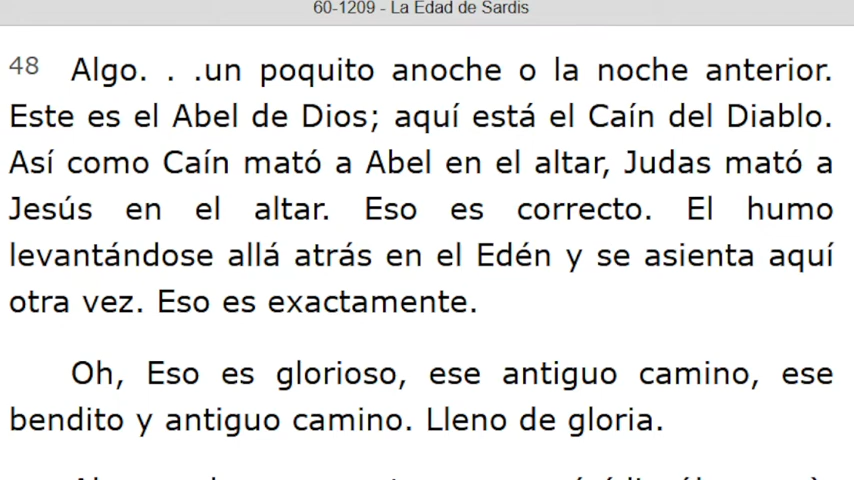 60-1209 - La Edad de Sardis
48 Algo. . .un poquito anoche o la noche anterior.
Este es el Abel de Dios; aquí está el Caín del Diablo.
Así como Caín mató a Abel en el altar, Judas mató a
Jesús en el altar. Eso es correcto. El humo
levantándose allá atrás en el Edén y se asienta aquí
otra vez. Eso es exactamente.
Oh, Eso es glorioso, ese antiguo camino, ese
bendito y antiguo camino. Lleno de gloria.